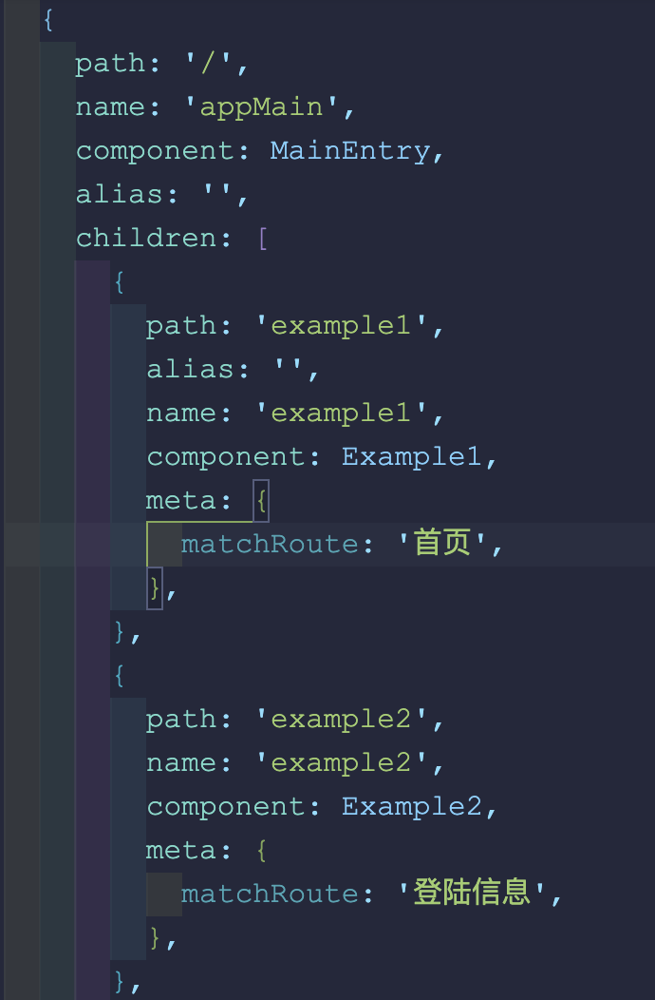 {
path: '/',
name: 'appMain',
component: MainEntry,
alias: '',
children: [
{
path: 'example1',
alias: '',
name: 'example1',
component: Example1,
meta: {
matchRoute: '首页',
},
},
{
path: 'example2',
name: 'example2',
component: Example2,
meta: {
matchRoute: '登陆信息',
},
},